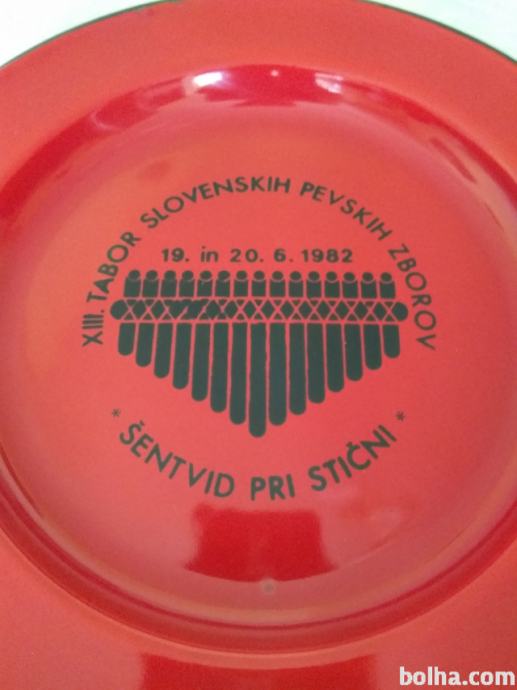 XIII. TABOR SLOVENSKIH PEVSKIH ZBOROV
19. in 20. 6. 1982
* ŠENTVID PRI STIČNI *
bolha.com